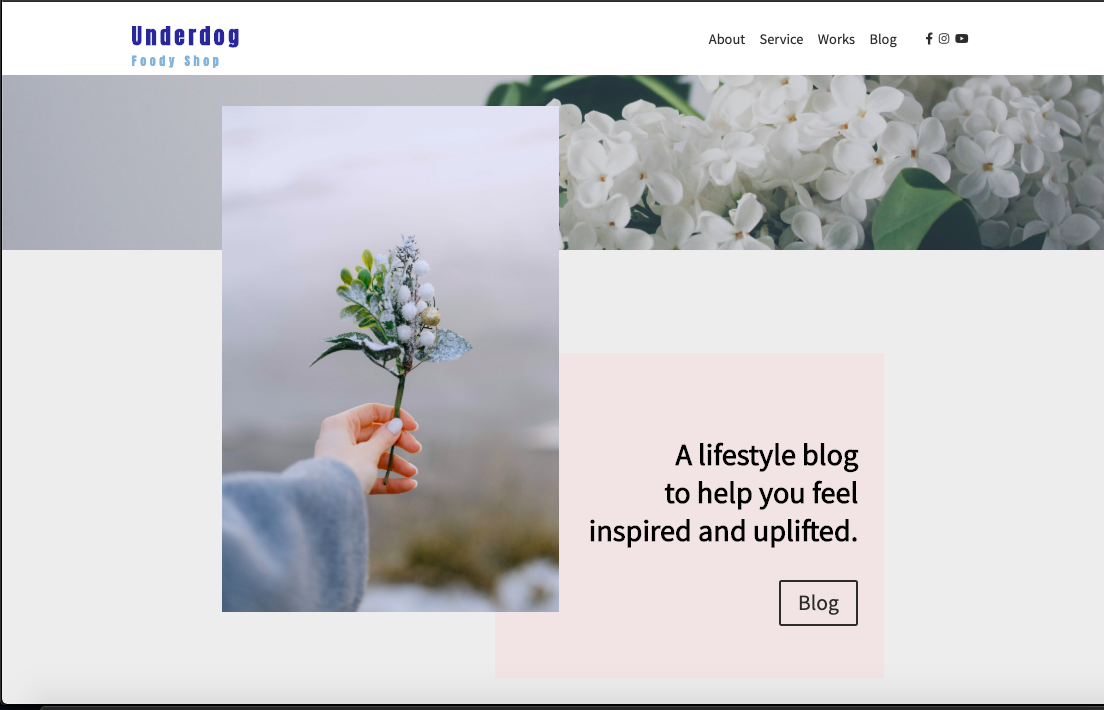 Underdog
Foody Shop
About Service Works Blog
A lifestyle blog
to help you feel
inspired and uplifted.
Blog